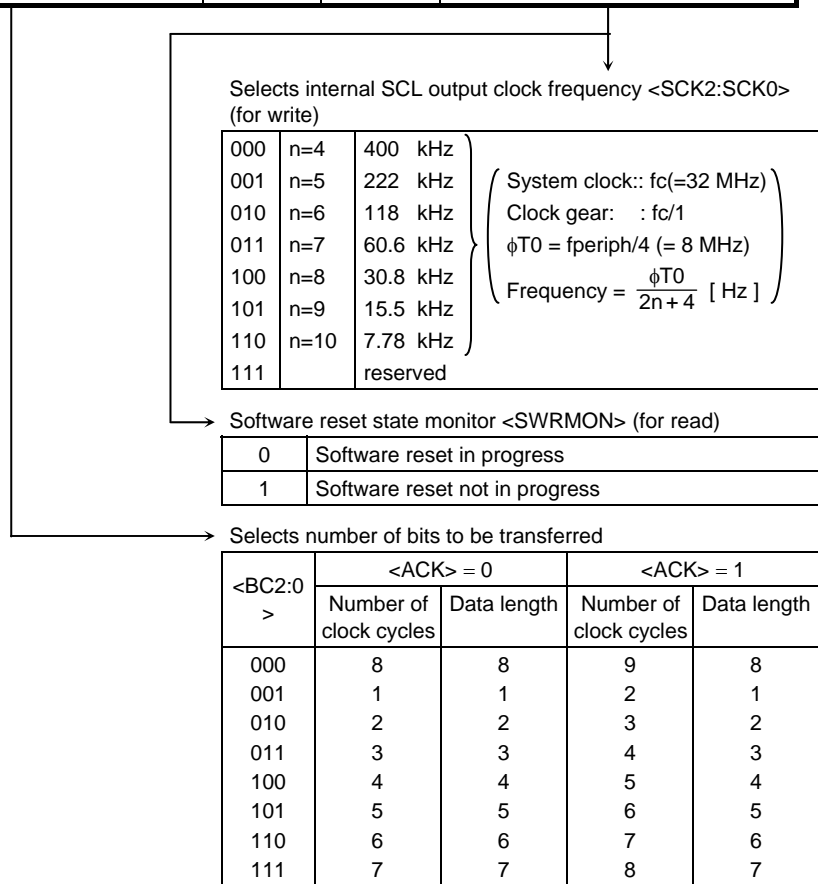 Selects internal SCL output clock frequency <SCK2:SCK0>
(for write)
000 n=4 400 kHz
001 n=5 222 kHz
010 n=6 118 kHz
011 n=7 60.6 kHz
100 n=8 30.8 kHz
101 n=9 15.5 kHz
110 n=10 7.78 kHz
111 reserved
System clock:: fc(=32 MHz)
Clock gear: : fc/1
ϕT0 = fperiph/4 (= 8 MHz)
Frequency = ϕT0 / 2n + 4 [ Hz ]
Software reset state monitor <SWRMON> (for read)
0 Software reset in progress
1 Software reset not in progress
Selects number of bits to be transferred
<BC2:0
>
<ACK> = 0 <ACK> = 1
Number of clock cycles Data length Number of clock cycles Data length
000 8 8 9 8
001 1 1 2 1
010 2 2 3 2
011 3 3 4 3
100 4 4 5 4
101 5 5 6 5
110 6 6 7 6
111 7 7 8 7